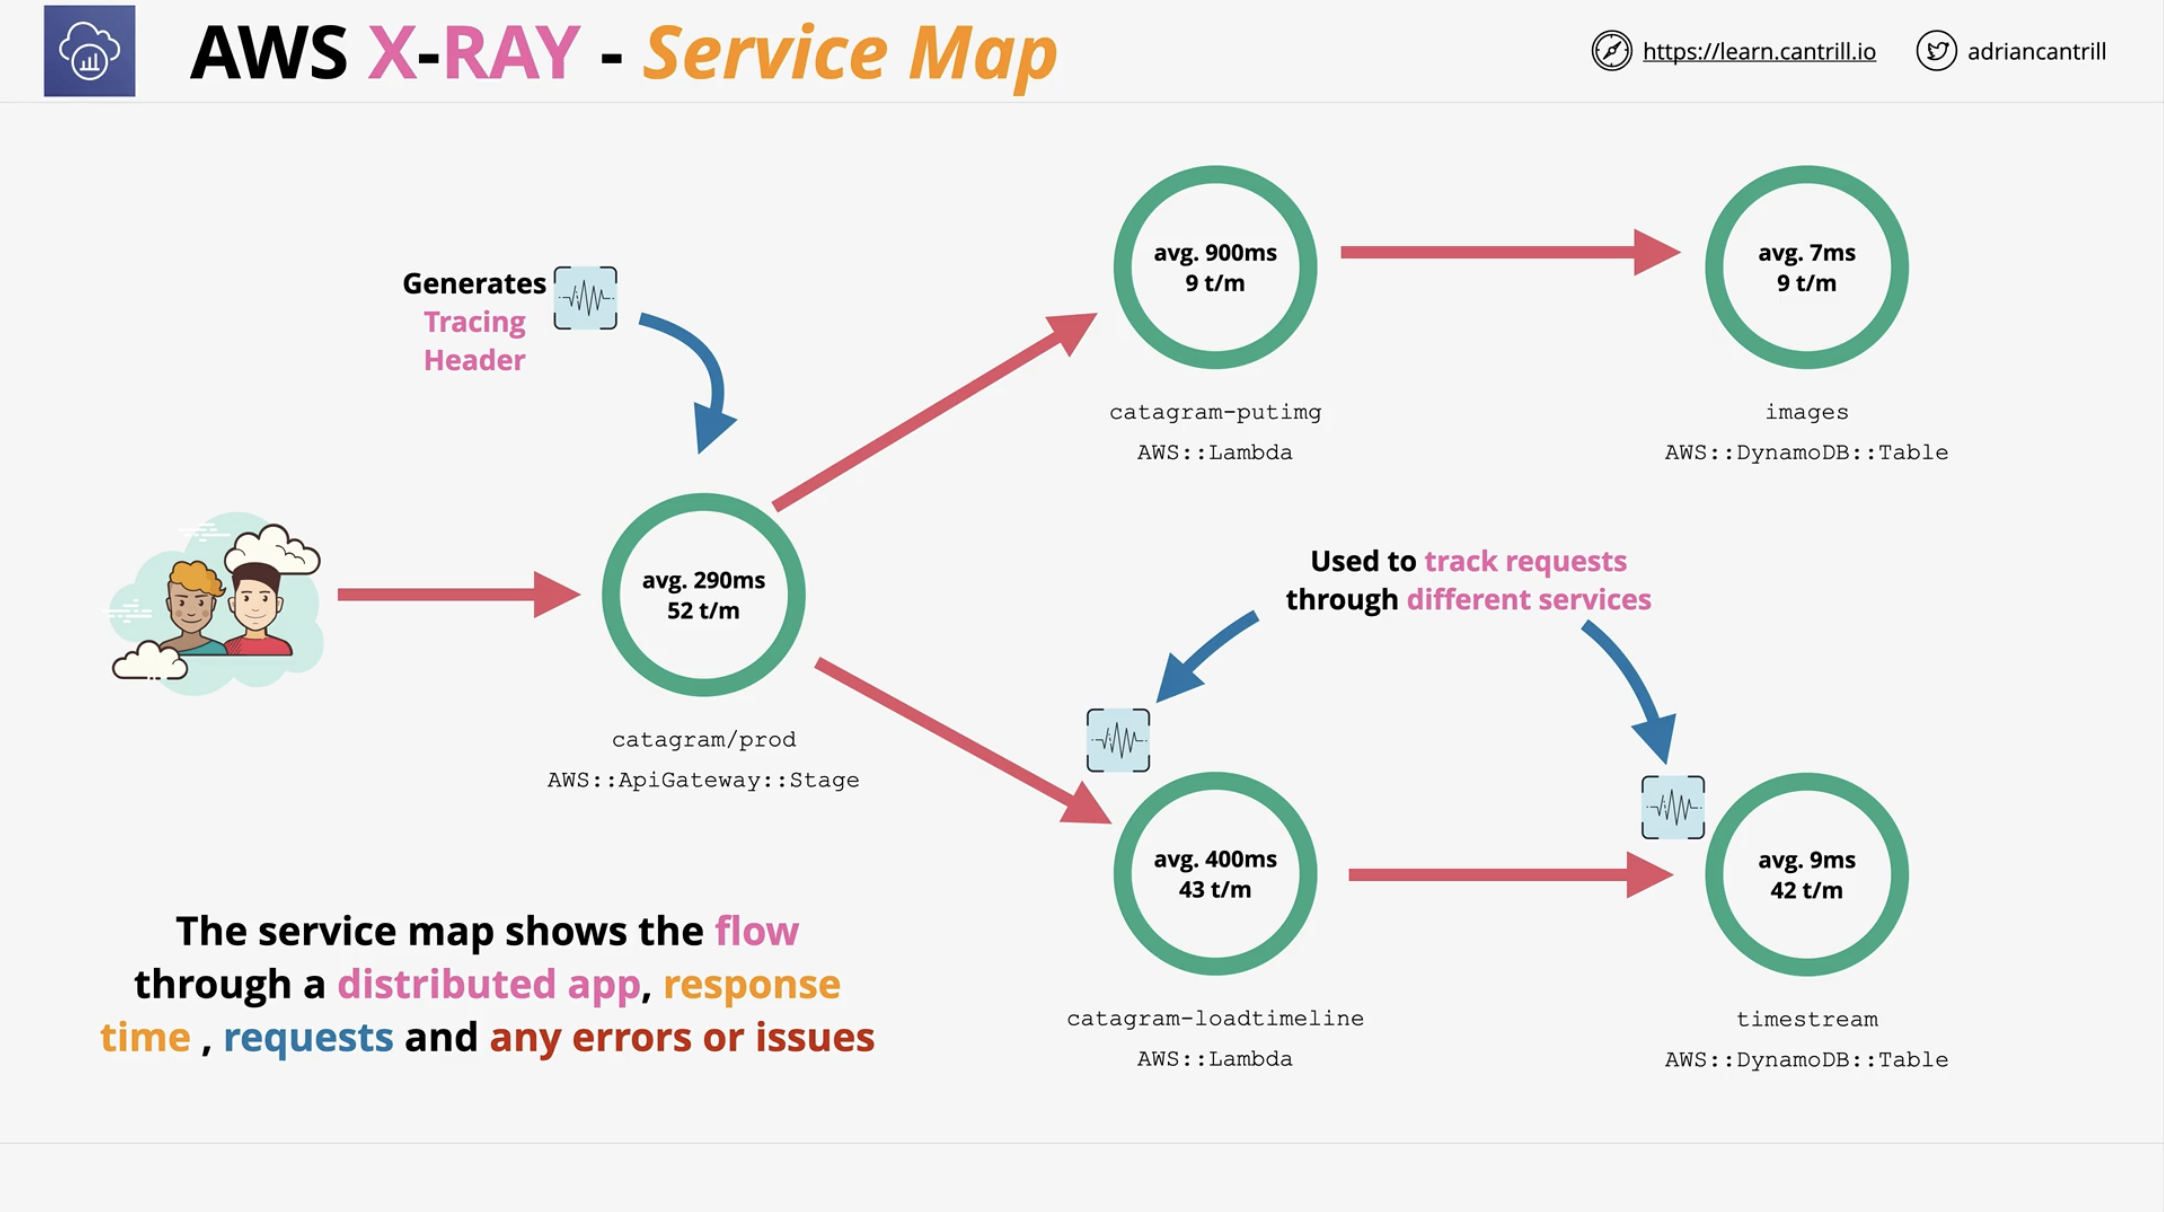 AWS X-RAY - Service Map
https://learn.cantrill.io
adriancantrill
Generates
Tracing
Header
avg. 900ms
9 t/m
catagram-putimg
AWS::Lambda
avg. 7ms
9 t/m
images
AWS::DynamoDB::Table
avg. 290ms
52 t/m
catagram/prod
AWS::ApiGateway::Stage
Used to track requests
through different services
avg. 400ms
43 t/m
catagram-loadtimeline
AWS::Lambda
avg. 9ms
42 t/m
timestream
AWS::DynamoDB::Table
The service map shows the flow
through a distributed app, response
time , requests and any errors or issues